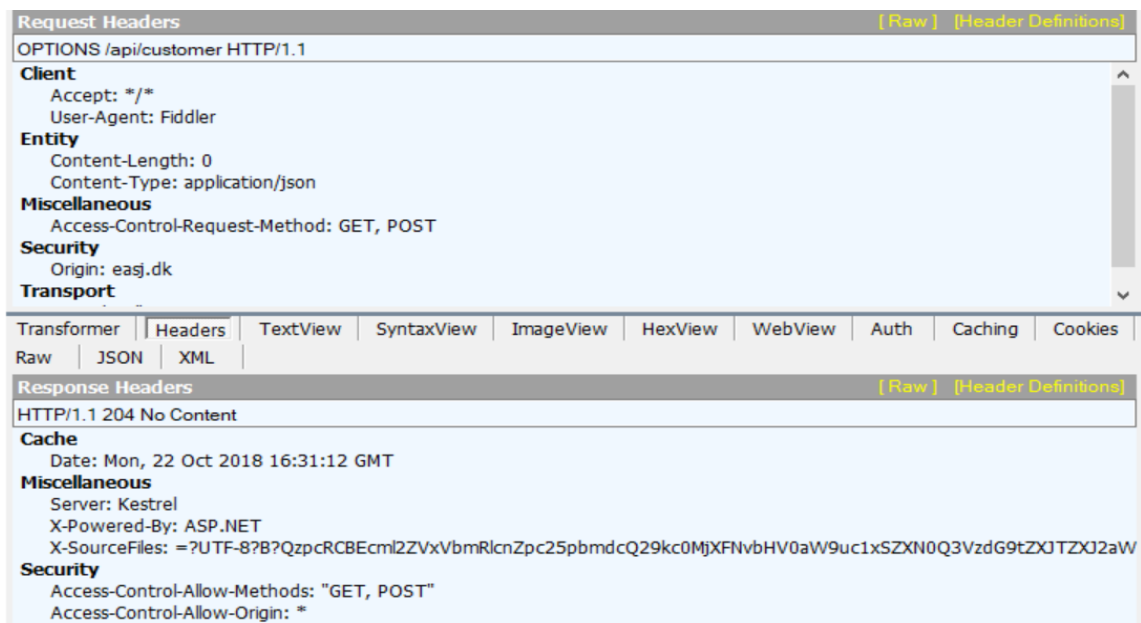 Request Headers [ Raw ] [Header Definitions]
OPTIONS /api/customer HTTP/1.1
Client
Accept: */*
User-Agent: Fiddler
Entity
Content-Length: 0
Content-Type: application/json
Miscellaneous
Access-Control-Request-Method: GET, POST
Security
Origin: easj.dk
Transport
Transformer Headers TextView SyntaxView ImageView HexView WebView Auth Caching Cookies
Raw JSON XML
Response Headers [ Raw ] [Header Definitions]
HTTP/1.1 204 No Content
Cache
Date: Mon, 22 Oct 2018 16:31:12 GMT
Miscellaneous
Server: Kestrel
X-Powered-By: ASP.NET
X-SourceFiles: =?UTF-8?B?QzpcRCBEcml2ZVxVbmRlcnZpc25pbmdcQ29kc0MjXFNvbHV0aW9uc1xSZXN0Q3VzdG9tZXJTZXJ2aW
Security
Access-Control-Allow-Methods: "GET, POST"
Access-Control-Allow-Origin: *